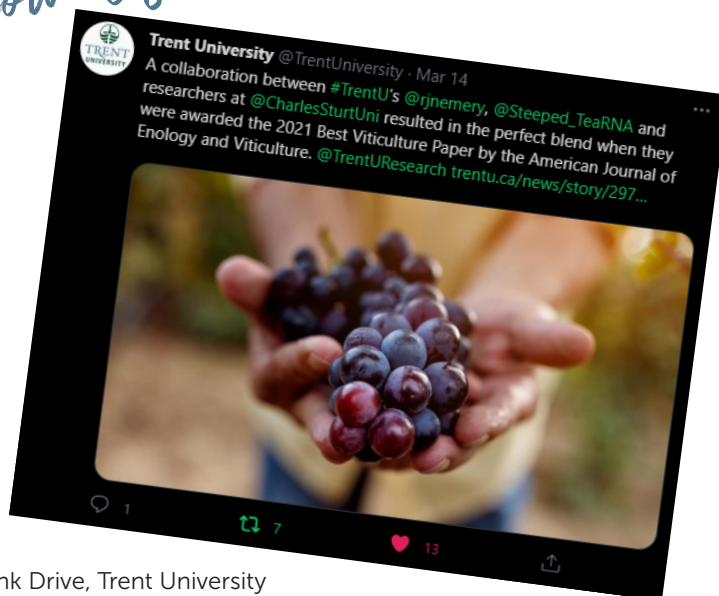 TRENT
UNIVERSITY
Trent University @TrentUniversity · Mar 14
A collaboration between #TrentU's @rjnemery, @Steeped_TeaRNA and
researchers at @CharlesSturtUni resulted in the perfect blend when they
were awarded the 2021 Best Viticulture Paper by the American Journal of
Enology and Viticulture. @TrentUResearch trentu.ca/news/story/297...
1 7 13
Drive, Trent University